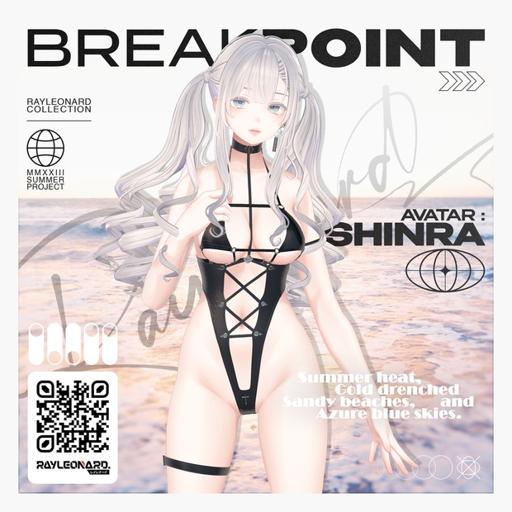 BREAKPOINT
RAYLEONARD
COLLECTION
MMXXIII
SUMMER
PROJECT
AVATAR :
SHINRA
Summer heat,
Gold drenched
Sandy beaches, and
Azure blue skies.
RAYLEONARD.